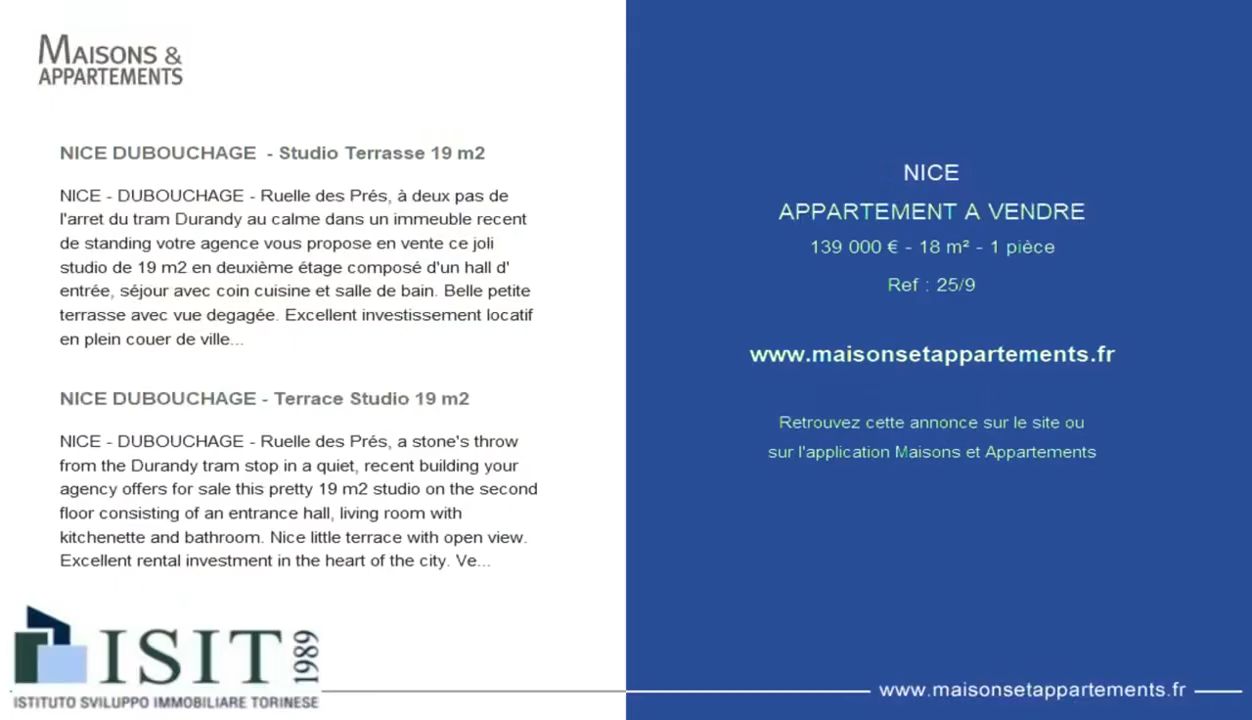 MAISONS &
APPARTEMENTS
NICE DUBOUCHAGE - Studio Terrasse 19 m2
NICE - DUBOUCHAGE - Ruelle des Prés, à deux pas de
l'arret du tram Durandy au calme dans un immeuble recent
de standing votre agence vous propose en vente ce joli
studio de 19 m2 en deuxième étage composé d'un hall d'
entrée, séjour avec coin cuisine et salle de bain. Belle petite
terrasse avec vue degagée. Excellent investissement locatif
en plein couer de ville...
NICE DUBOUCHAGE - Terrace Studio 19 m2
NICE - DUBOUCHAGE - Ruelle des Prés, a stone's throw
from the Durandy tram stop in a quiet, recent building your
agency offers for sale this pretty 19 m2 studio on the second
floor consisting of an entrance hall, living room with
kitchenette and bathroom. Nice little terrace with open view.
Excellent rental investment in the heart of the city. Ve...
ISIT 1989
ISTITUTO SVILUPPO IMMOBILIARE TORINESE
NICE
APPARTEMENT A VENDRE
139 000 € - 18 m² - 1 pièce
Ref : 25/9
www.maisonsetappartements.fr
Retrouvez cette annonce sur le site ou
sur l'application Maisons et Appartements
www.maisonsetappartements.fr